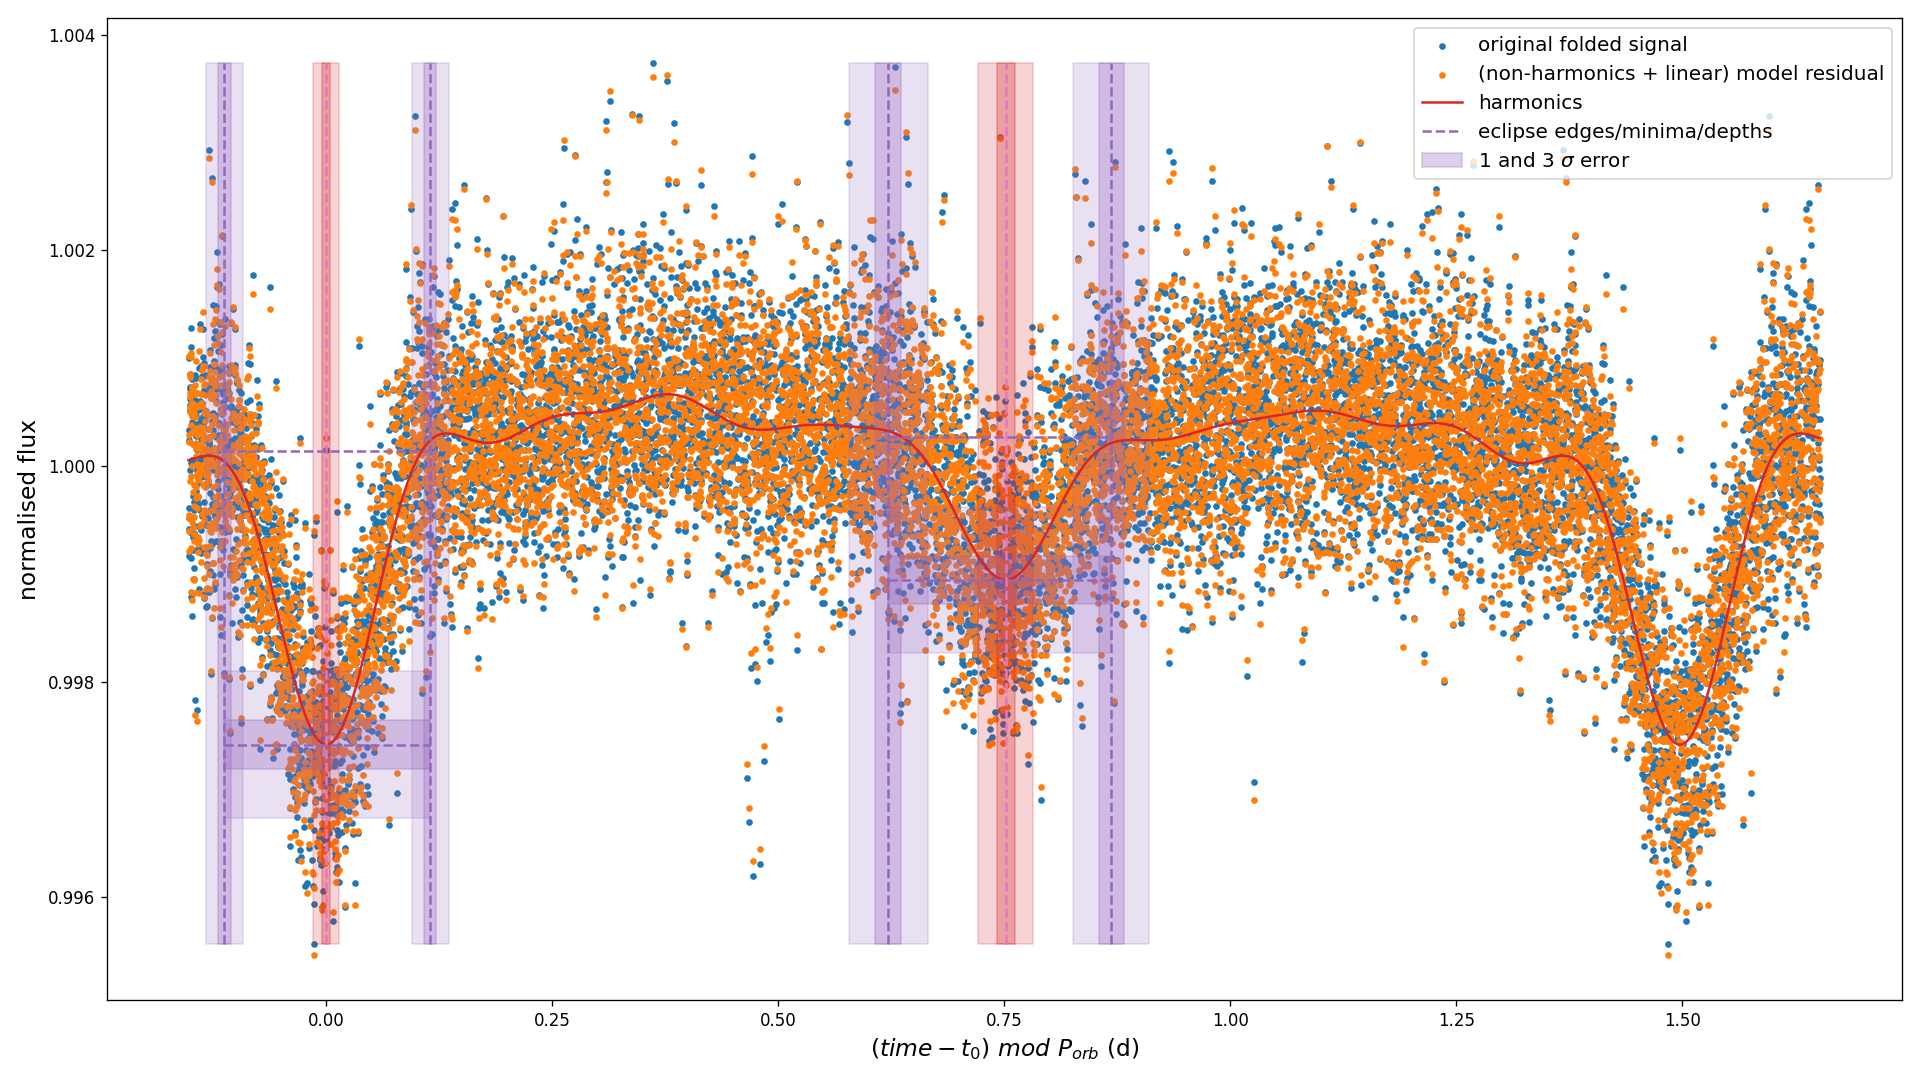 original folded signal
(non-harmonics + linear) model residual
harmonics
eclipse edges/minima/depths
1 and 3 σ error
normalised flux
1.004
1.002
1.000
0.998
0.996
0.00 0.25 0.50 0.75 1.00 1.25 1.50
(time − t₀) mod Pₒᵣb (d)